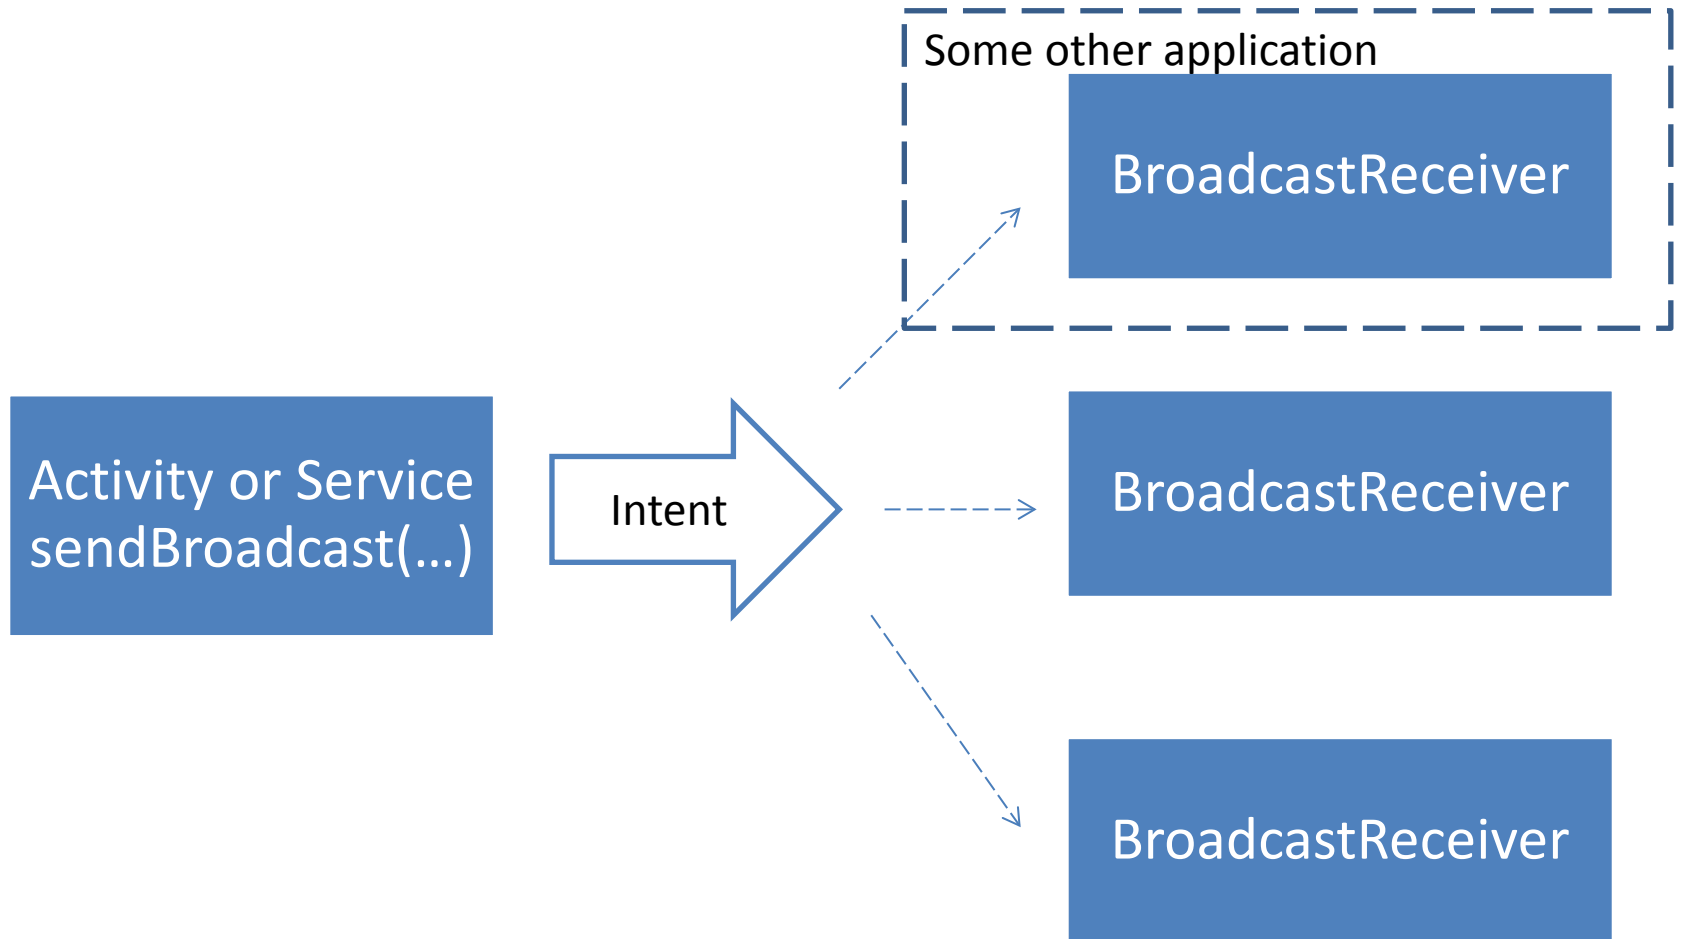 Some other application
BroadcastReceiver
Activity or Service
sendBroadcast(…)
Intent
BroadcastReceiver
BroadcastReceiver